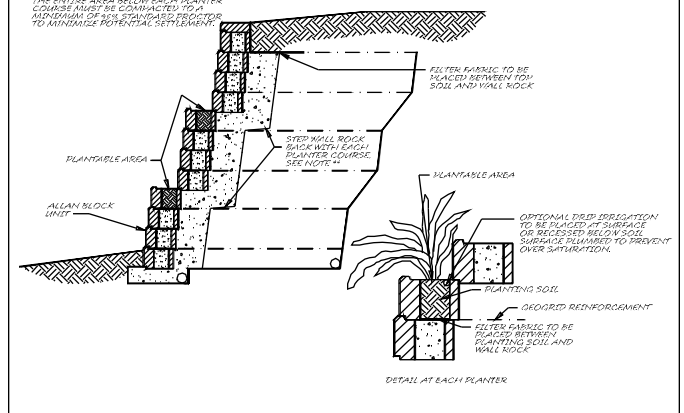 THE ENTIRE AREA BELOW EACH PLANTER
COURSE MUST BE COMPACTED TO A
MINIMUM OF 95% STANDARD PROCTOR
TO MINIMIZE POTENTIAL SETTLEMENT.
FILTER FABRIC TO BE
PLACED BETWEEN TOP
SOIL AND WALL ROCK
STEP WALL ROCK
BACK WITH EACH
PLANTER COURSE.
SEE NOTE **
PLANTABLE AREA
ALLAN BLOCK
UNIT
PLANTABLE AREA
OPTIONAL DRIP IRRIGATION
TO BE PLACED AT SURFACE
OR RECESSED BELOW SOIL
SURFACE PLUMBED TO PREVENT
OVER SATURATION.
PLANTING SOIL
GEOGRID REINFORCEMENT
FILTER FABRIC TO BE
PLACED BETWEEN
PLANTING SOIL AND
WALL ROCK
DETAIL AT EACH PLANTER